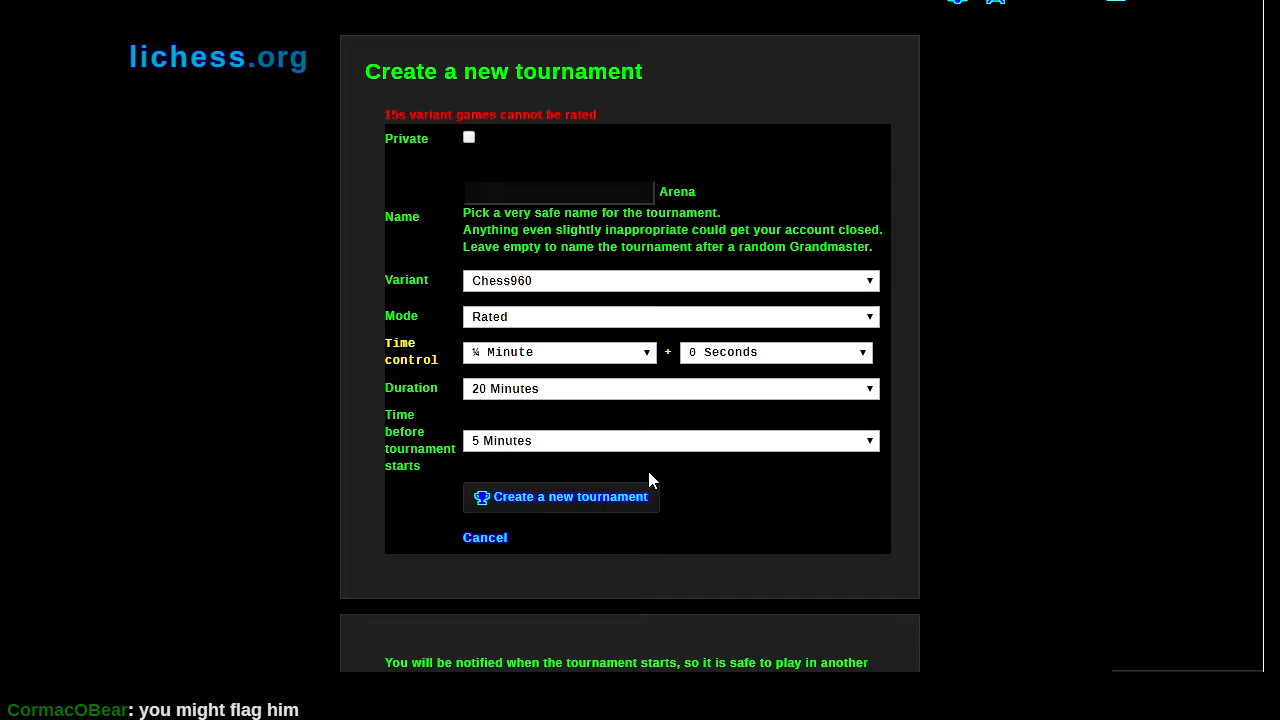 lichess.org
Create a new tournament
15s variant games cannot be rated
Private
Arena
Name
Pick a very safe name for the tournament.
Anything even slightly inappropriate could get your account closed.
Leave empty to name the tournament after a random Grandmaster.
Variant
Chess960
Mode
Rated
Time
control
¼ Minute + 0 Seconds
Duration
20 Minutes
Time
before
tournament
starts
5 Minutes
Create a new tournament
Cancel
You will be notified when the tournament starts, so it is safe to play in another
CormacOBear: you might flag him